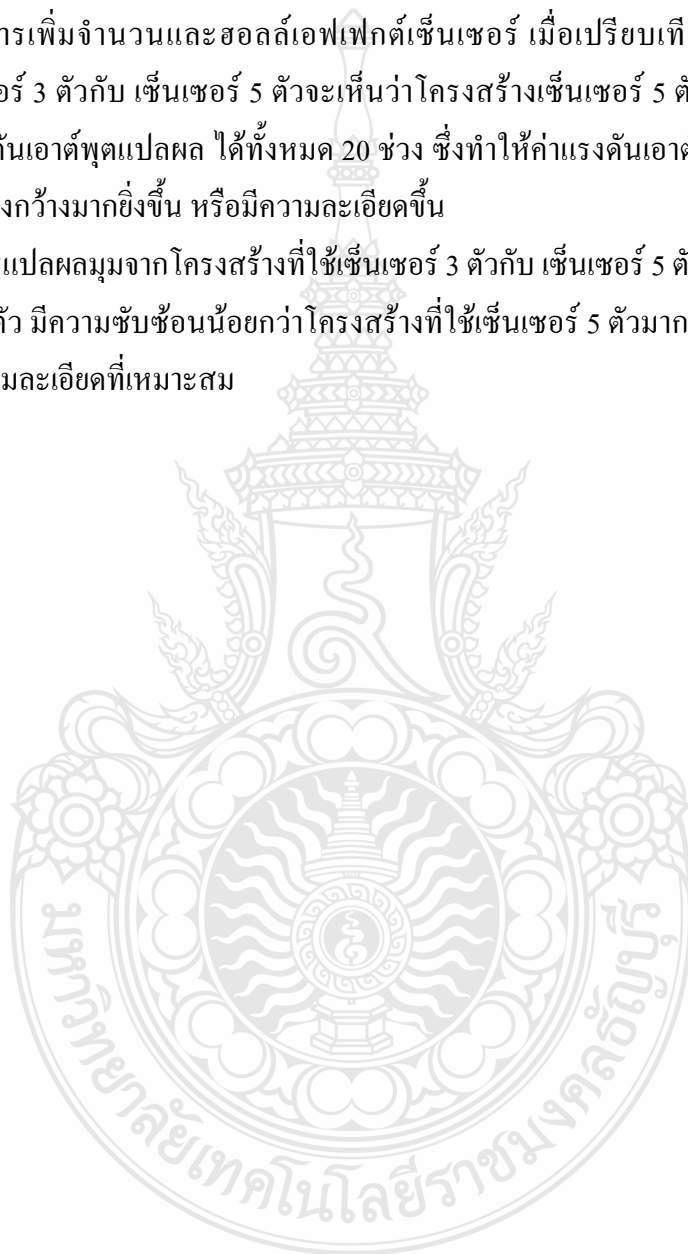 ารเพิ่มจำนวนและฮอลล์เอฟเฟกต์เซ็นเซอร์ เมื่อเปรียบเที
อร์ 3 ตัวกับ เซ็นเซอร์ 5 ตัวจะเห็นว่าโครงสร้างเซ็นเซอร์ 5 ตั
ันเอาต์พุตแปลผล ได้ทั้งหมด 20 ช่วง ซึ่งทำให้ค่าแรงดันเอาต
งกว้างมากยิ่งขึ้น หรือมีความละเอียดขึ้น
แปลผลมุมจากโครงสร้างที่ใช้เซ็นเซอร์ 3 ตัวกับ เซ็นเซอร์ 5 ตั
ตัว มีความซับซ้อนน้อยกว่าโครงสร้างที่ใช้เซ็นเซอร์ 5 ตัวมาก
มละเอียดที่เหมาะสม
มหาวิทยาลัยเทคโนโลยีราชมงคลธัญบุรี